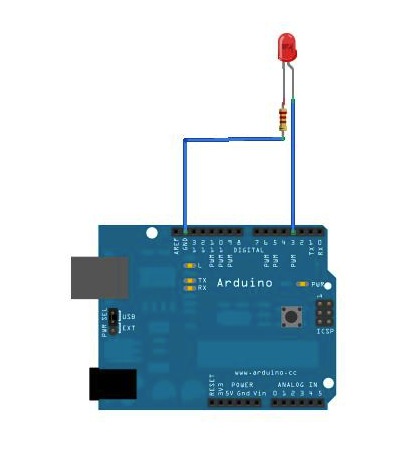 AREF
GND
13
12
11
10
9
8
7
6
5
4
3
2
1
0
PWM
PWM
PWM
PWM
PWM
PWM
TX
RX
DIGITAL
L
TX
RX
Arduino
PWR
1
ICSP
PWR SEL
USB
EXT
www.arduino.cc
RESET
3V3
5V Gnd Vin
POWER
ANALOG IN
0 1 2 3 4 5